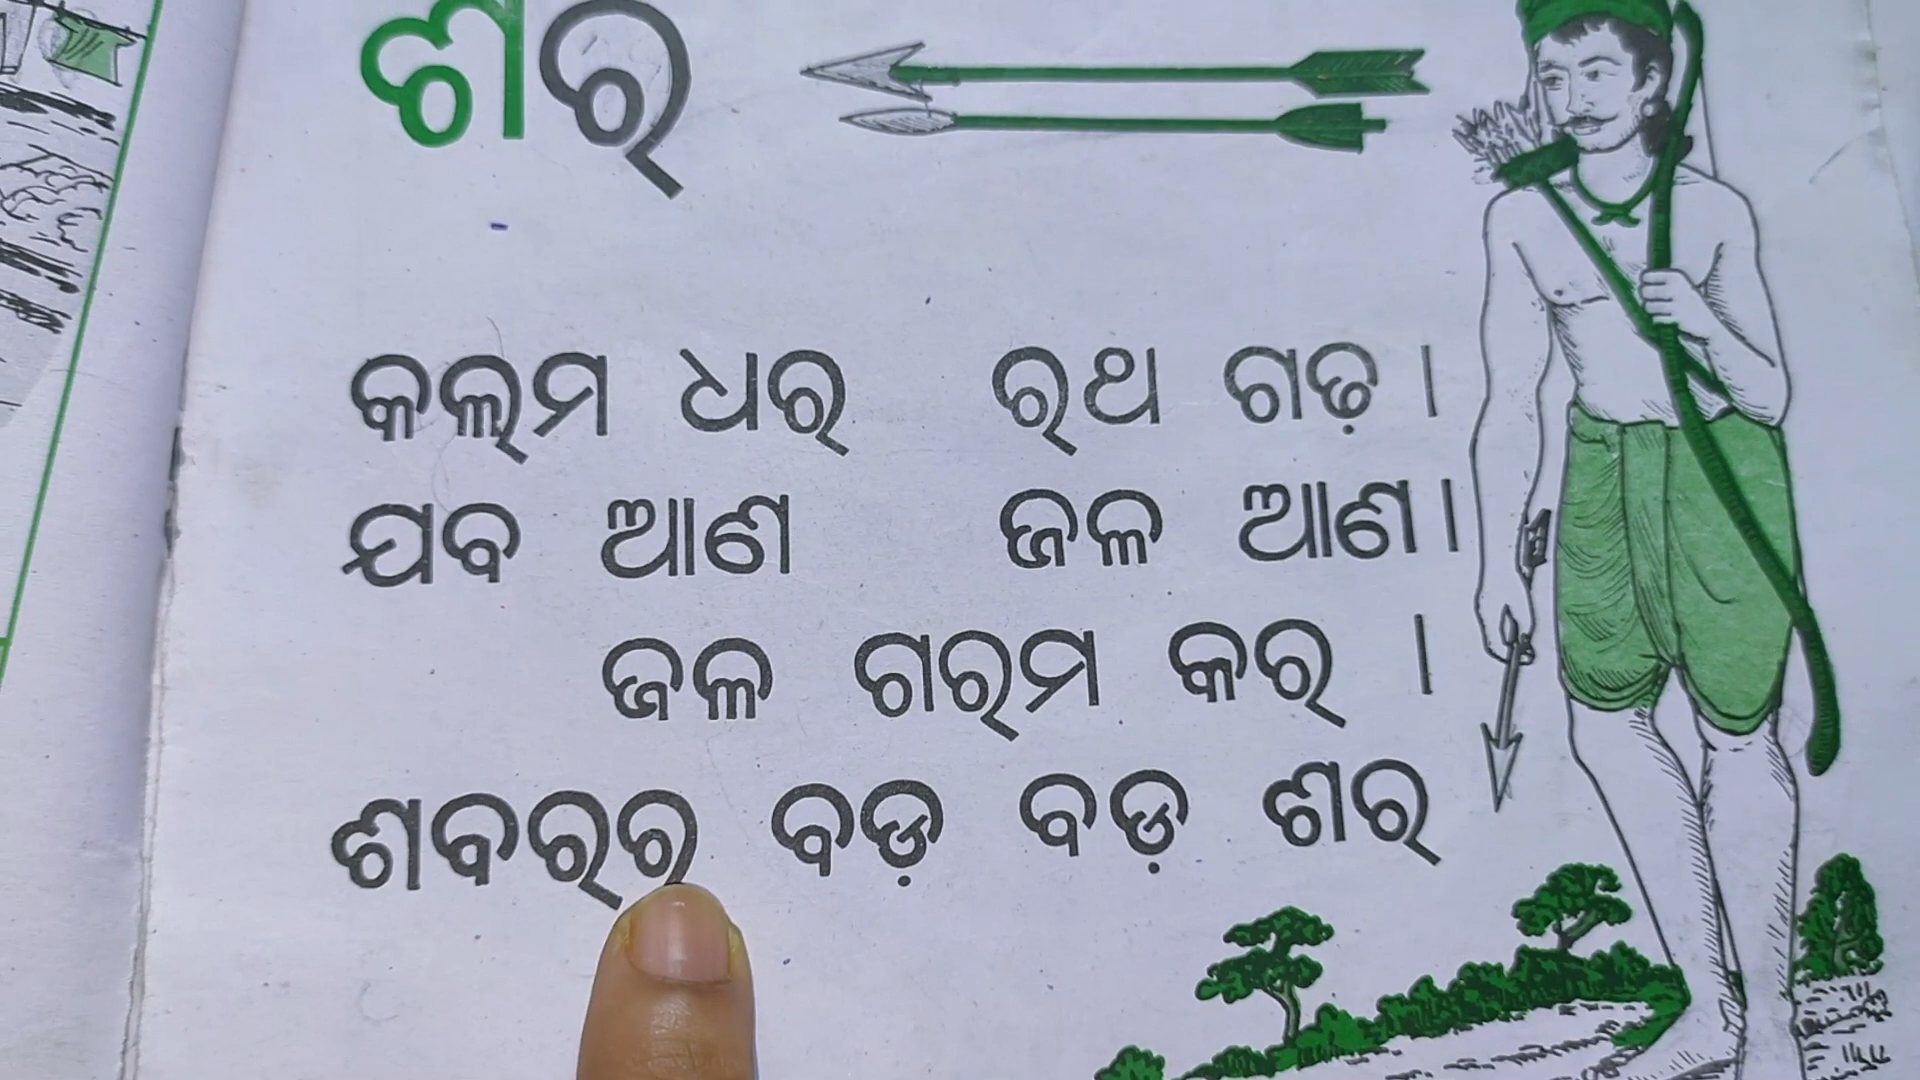 ଶର
କଲମ ଧର ରଥ ଗଢ଼ ।
ଯବ ଆଣ ଜଳ ଆଣ ।
ଜଳ ଗରମ କର ।
ଶବରର ବଡ଼ ବଡ଼ ଶର